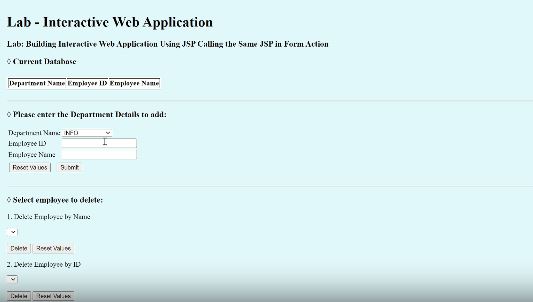 Lab - Interactive Web Application
Lab: Building Interactive Web Application Using JSP Calling the Same JSP in Form Action
◊ Current Database
Department Name Employee ID Employee Name
◊ Please enter the Department Details to add:
Department Name INFO
Employee ID
Employee Name
Reset Values Submit
◊ Select employee to delete:
1. Delete Employee by Name
Delete Reset Values
2. Delete Employee by ID
Delete Reset Values